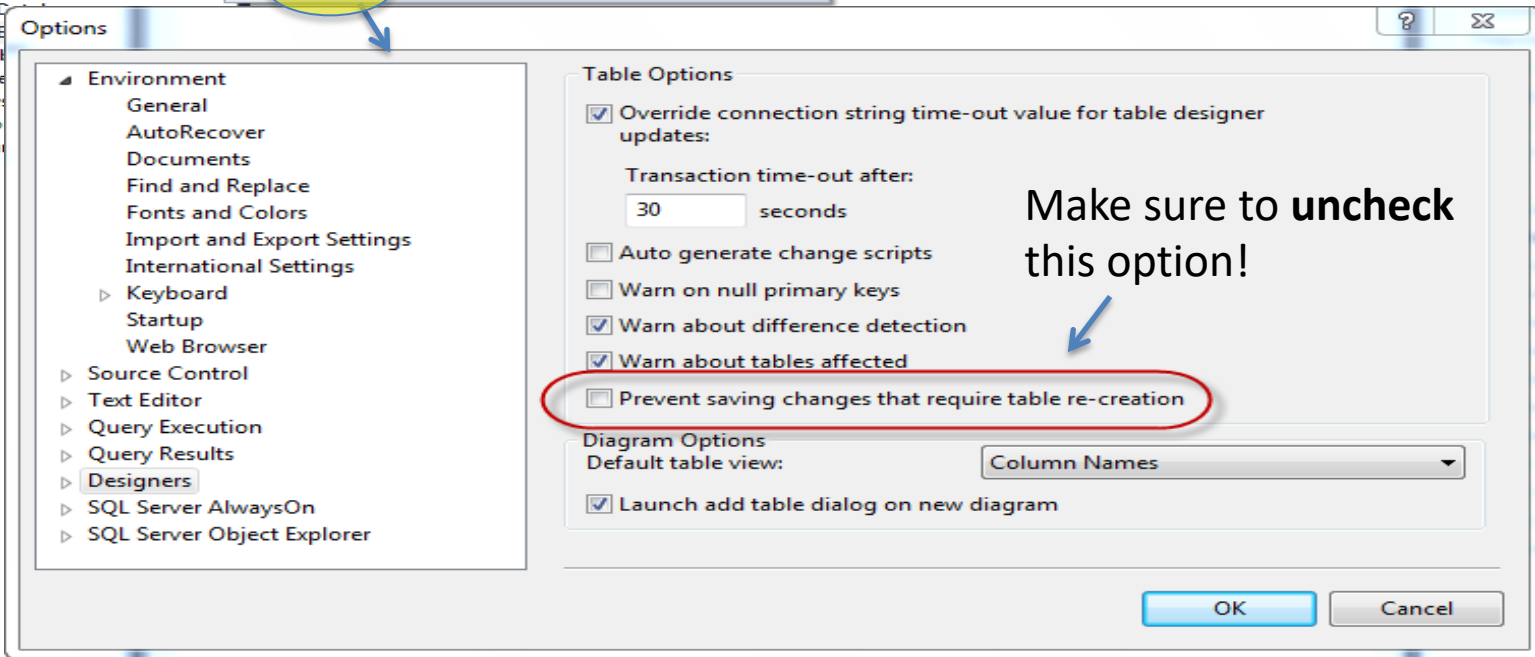 Options
Environment
General
AutoRecover
Documents
Find and Replace
Fonts and Colors
Import and Export Settings
International Settings
Keyboard
Startup
Web Browser
Source Control
Text Editor
Query Execution
Query Results
Designers
SQL Server AlwaysOn
SQL Server Object Explorer
Table Options
Override connection string time-out value for table designer
updates:
Transaction time-out after:
30 seconds
Auto generate change scripts
Warn on null primary keys
Warn about difference detection
Warn about tables affected
Prevent saving changes that require table re-creation
Make sure to uncheck
this option!
Diagram Options
Default table view: Column Names
Launch add table dialog on new diagram
OK Cancel